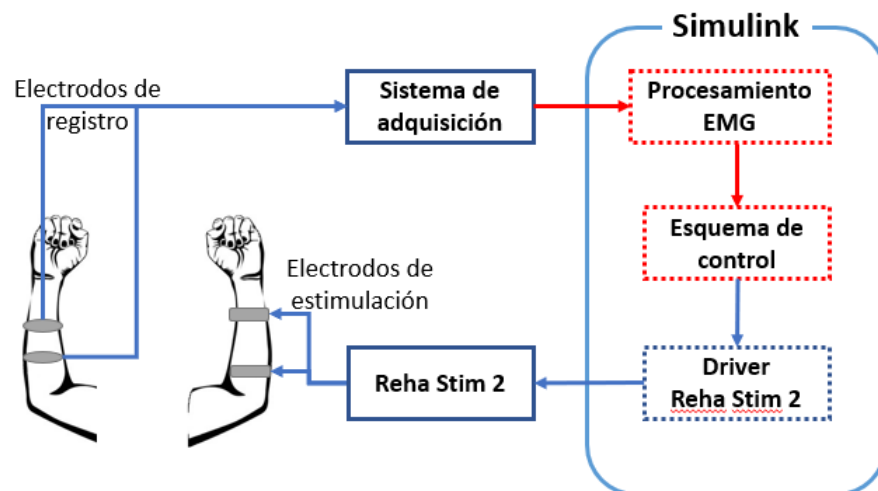 Simulink
Electrodos de
registro
Sistema de
adquisición
Procesamiento
EMG
Esquema de
control
Electrodos de
estimulación
Reha Stim 2
Driver
Reha Stim 2